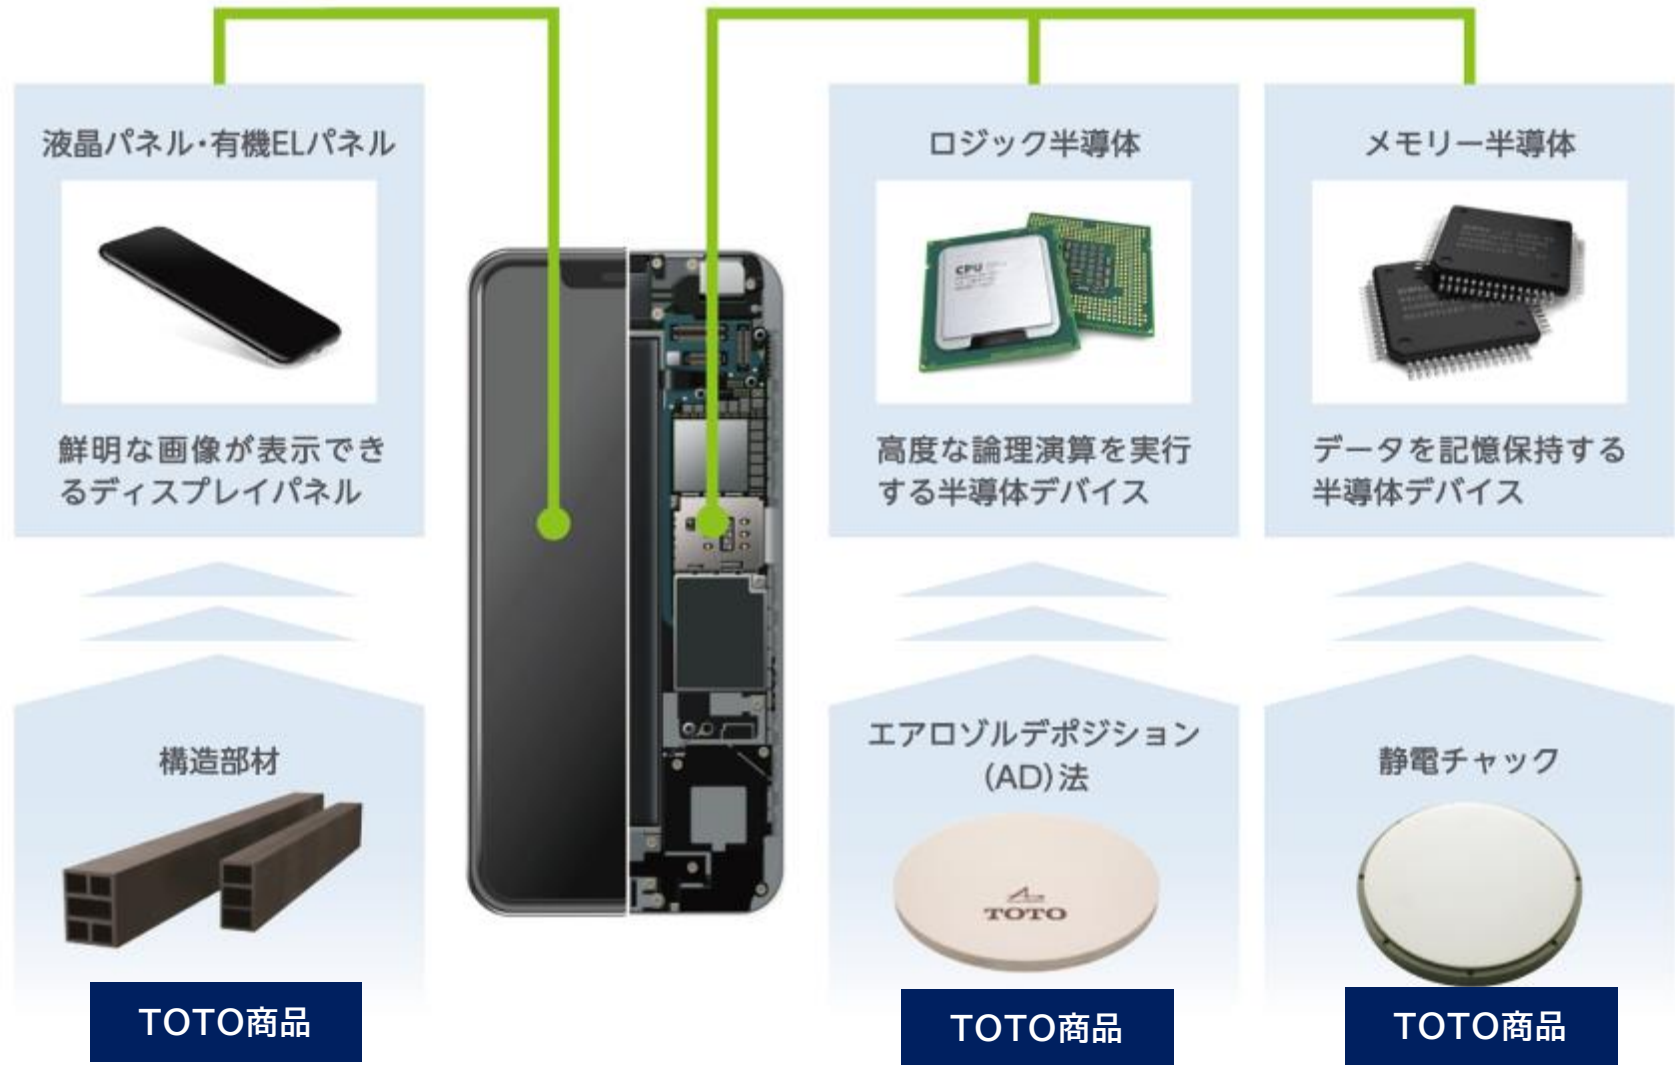 液晶パネル・有機ELパネル
鮮明な画像が表示でき
るディスプレイパネル
ロジック半導体
CPU
高度な論理演算を実行
する半導体デバイス
メモリー半導体
データを記憶保持する
半導体デバイス
構造部材
TOTO商品
エアロゾルデポジション
(AD)法
TOTO
TOTO商品
静電チャック
TOTO商品